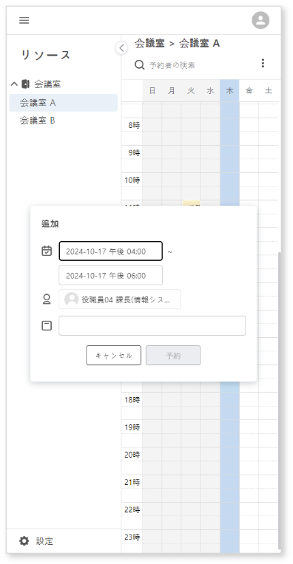 リソース
会議室
会議室 A
会議室 B
設定
会議室 > 会議室 A
予約者の検索
日 月 火 水 木 金 土
8時
9時
10時
追加
2024-10-17 午後 04:00 ~
2024-10-17 午後 06:00
役職員04 課長(情報シス...
キャンセル 予約
18時
19時
20時
21時
22時
23時